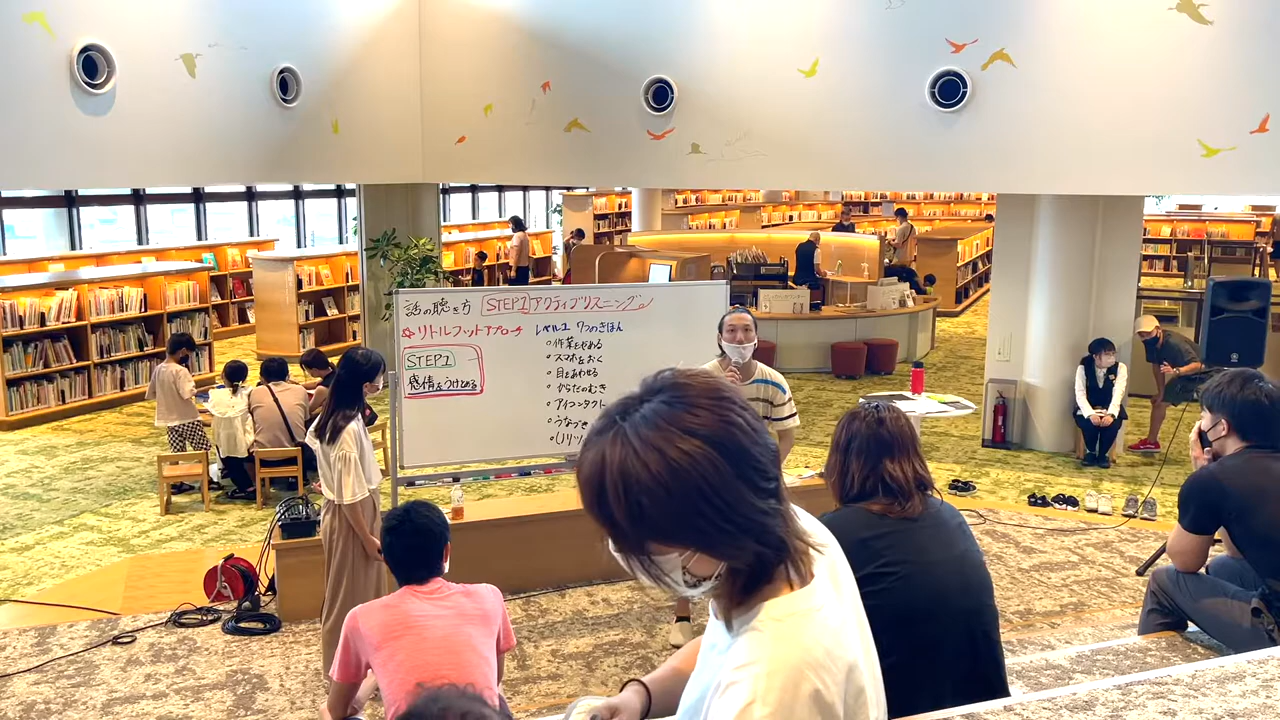 話の聴き方 STEP1 アクティブリスニング
☆リトルフットアプローチ
STEP1
感情をうけとめる
レベル1 7つのきほん
○作業をやめる
○スマホをおく
○目をあわせる
○からだのむき
○アイコンタクト
○うなづき